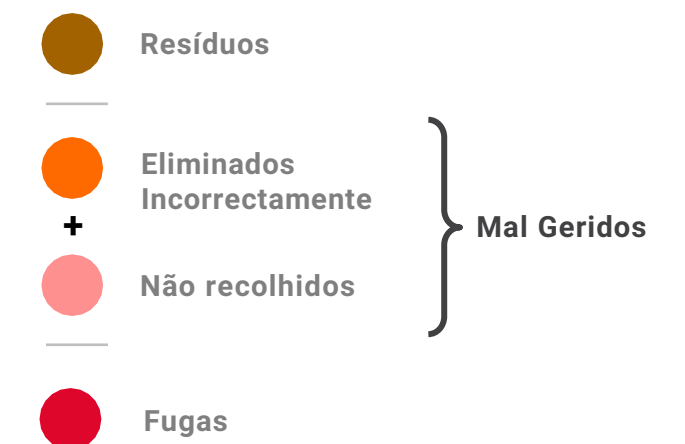 Resíduos
Eliminados
Incorrectamente
+
Mal Geridos
Não recolhidos
Fugas